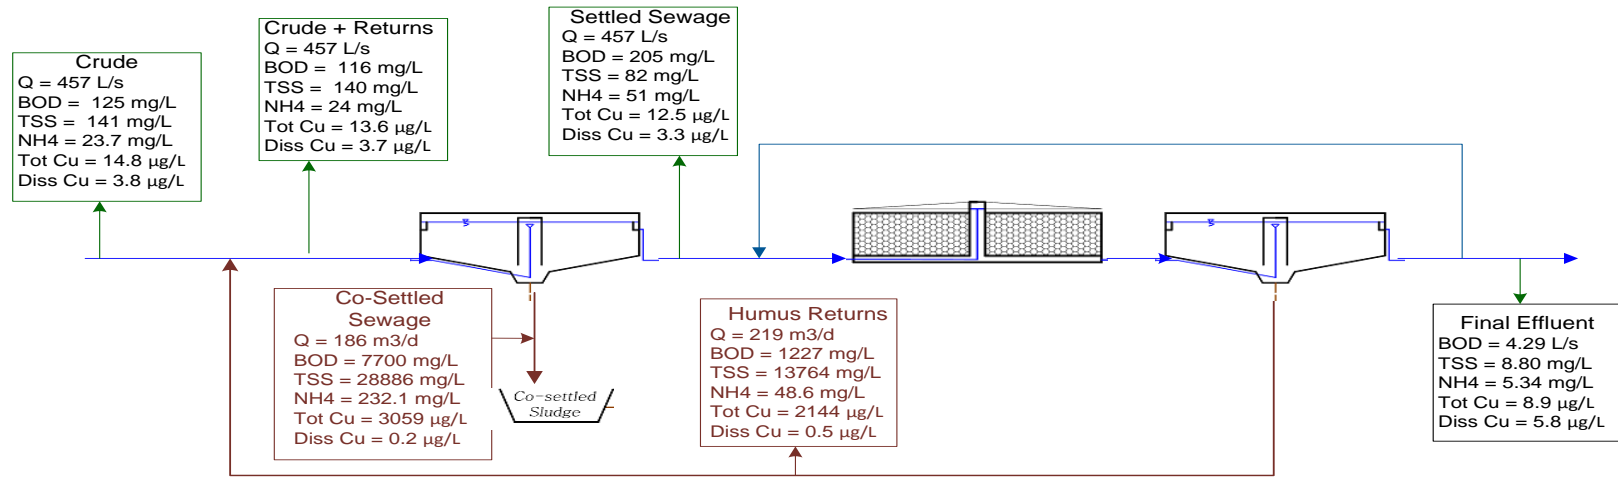 Crude
Q = 457 L/s
BOD =  125 mg/L
TSS =  141 mg/L
NH4 = 23.7 mg/L
Tot Cu = 14.8 µg/L
Diss Cu = 3.8 µg/L
Crude + Returns
Q = 457 L/s
BOD =  116 mg/L
TSS =  140 mg/L
NH4 = 24 mg/L
Tot Cu = 13.6 µg/L
Diss Cu = 3.7 µg/L
Settled Sewage
Q = 457 L/s
BOD = 205 mg/L
TSS = 82 mg/L
NH4 = 51 mg/L
Tot Cu = 12.5 µg/L
Diss Cu = 3.3 µg/L
Co-Settled
Sewage
Q = 186 m3/d
BOD = 7700 mg/L
TSS = 28886 mg/L
NH4 = 232.1 mg/L
Tot Cu = 3059 µg/L
Diss Cu = 0.2 µg/L
Co-settled
Sludge
Humus Returns
Q = 219 m3/d
BOD = 1227 mg/L
TSS = 13764 mg/L
NH4 = 48.6 mg/L
Tot Cu = 2144 µg/L
Diss Cu = 0.5 µg/L
Final Effluent
BOD = 4.29 L/s
TSS = 8.80 mg/L
NH4 = 5.34 mg/L
Tot Cu = 8.9 µg/L
Diss Cu = 5.8 µg/L